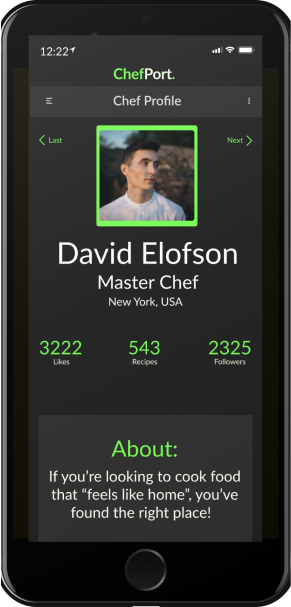 12:22
ChefPort.
Chef Profile
Last
Next
David Elofson
Master Chef
New York, USA
3222 543 2325
Likes Recipes Followers
About:
If you're looking to cook food
that “feels like home”, you've
found the right place!